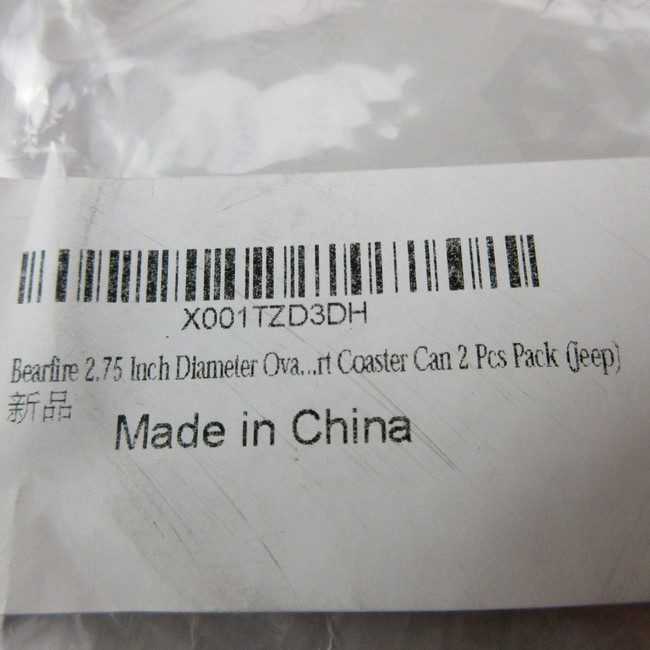 X001TZD3DH
Bearfire 2.75 Inch Diameter Ova...rt Coaster Can 2 Pcs Pack (Jeep)
新品
Made in China